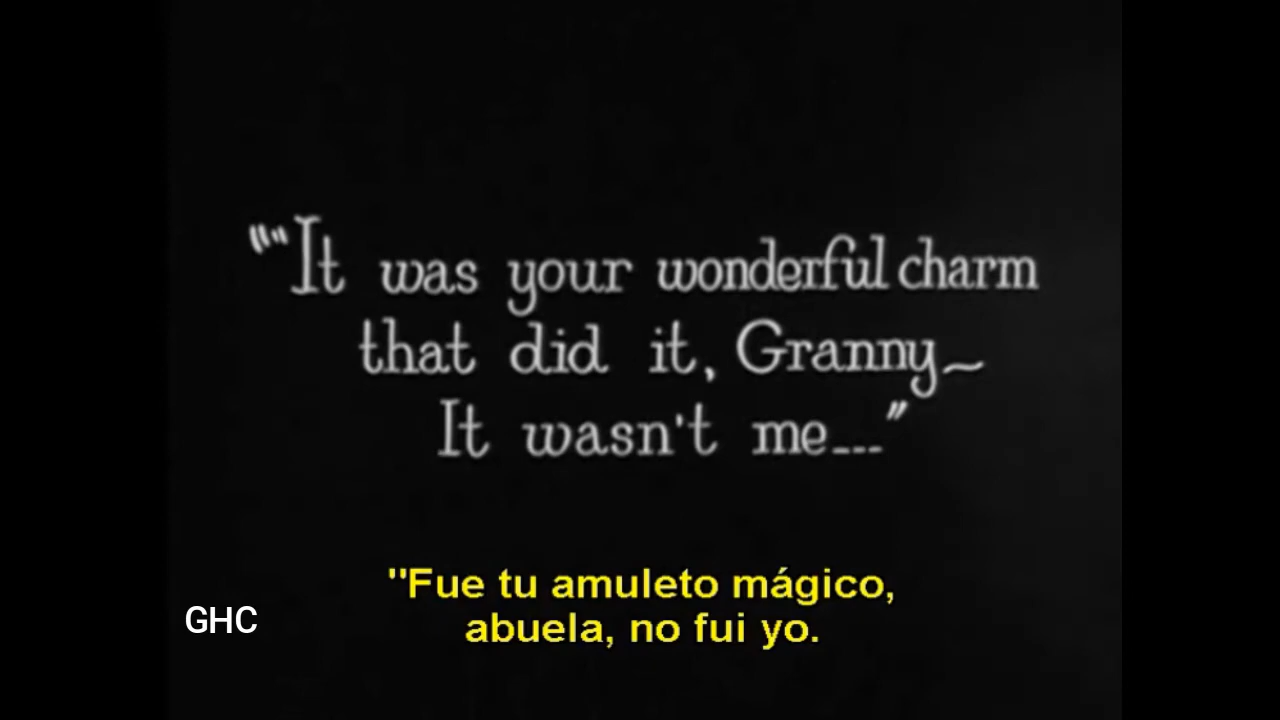 "It was your wonderful charm
that did it, Granny~
It wasn't me..."
"Fue tu amuleto mágico,
GHC
abuela, no fui yo.